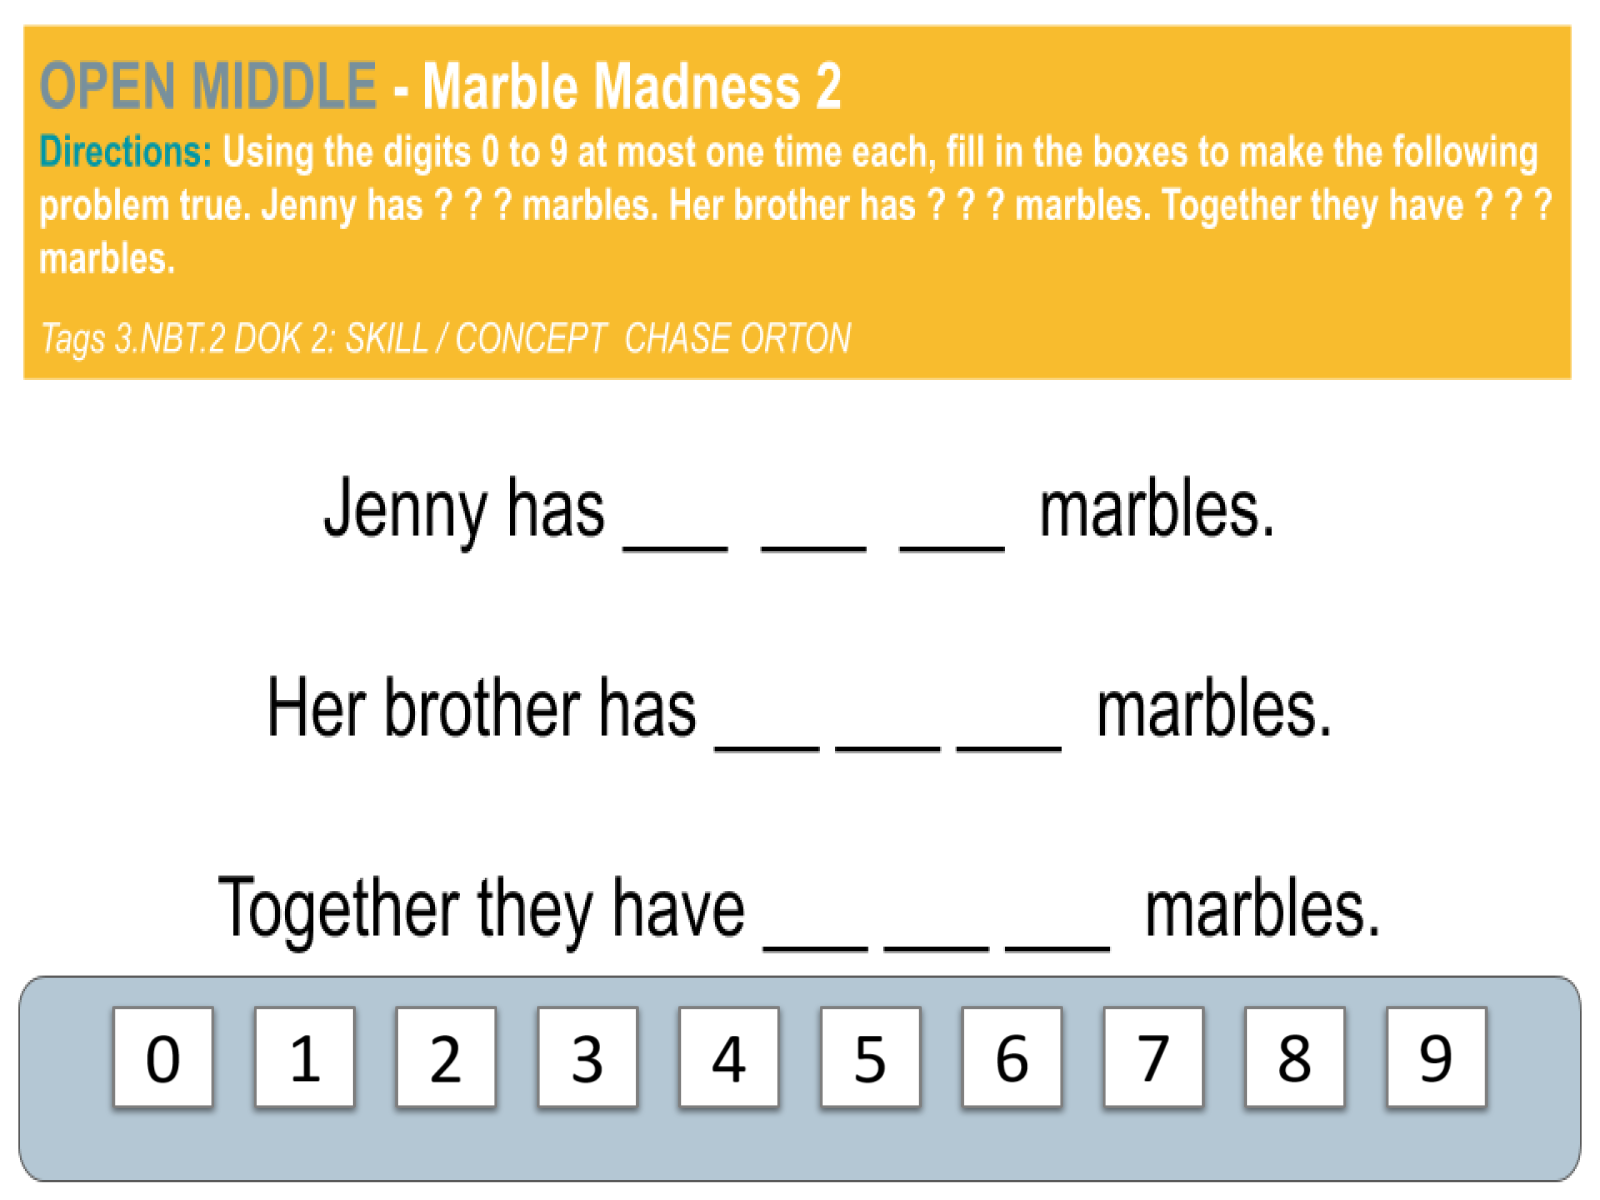 OPEN MIDDLE - Marble Madness 2
Directions: Using the digits 0 to 9 at most one time each, fill in the boxes to make the following
problem true. Jenny has ? ? ? marbles. Her brother has ? ? ? marbles. Together they have ? ? ?
marbles.
Tags 3.NBT.2 DOK 2: SKILL / CONCEPT CHASE ORTON
Jenny has ___ ___ ___ marbles.
Her brother has ___ ___ ___ marbles.
Together they have ___ ___ ___ marbles.
0 1 2 3 4 5 6 7 8 9